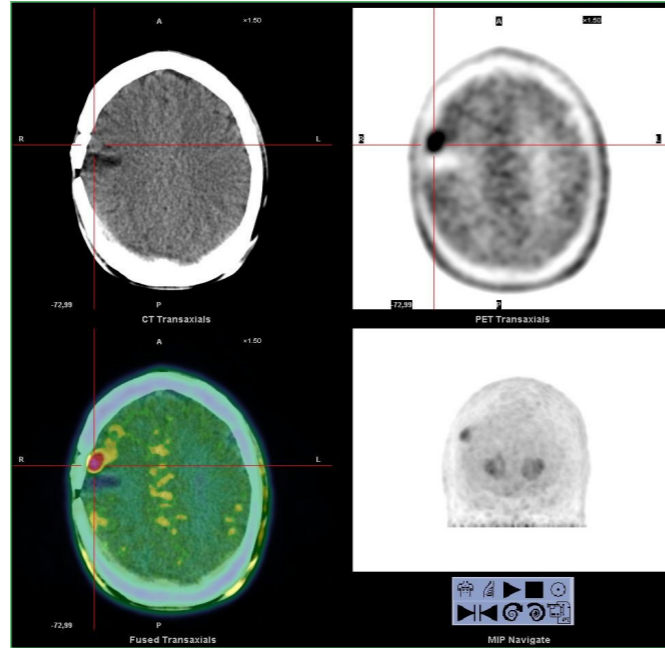 A
×1.50
R
L
-72,99
P
CT Transaxials
A
×1.50
-72,99
P
PET Transaxials
A
×1.50
R
L
-72,99
P
Fused Transaxials
MIP Navigate